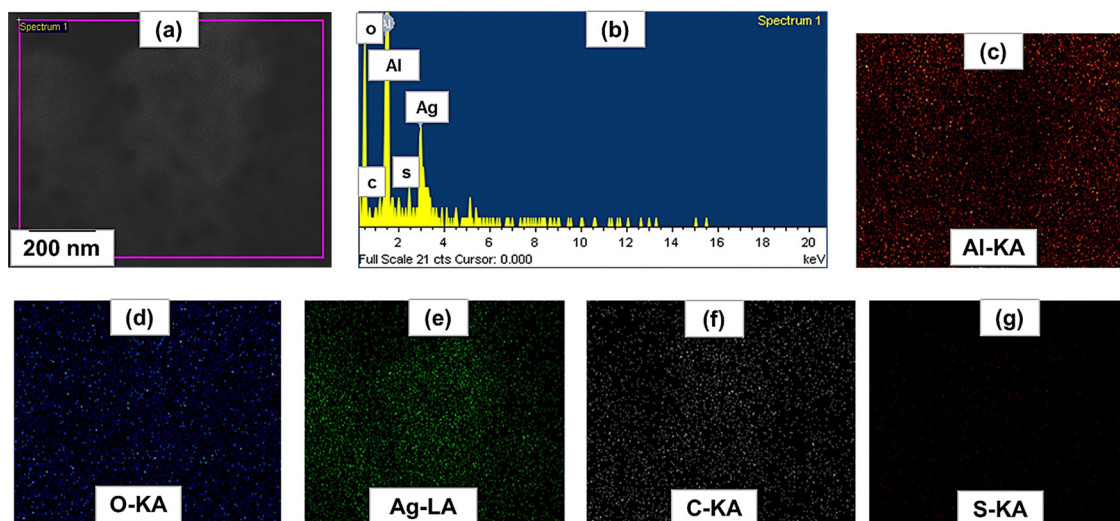 Spectrum 1
(a)
200 nm
o
Al
Al
Ag
c
s
(b)
Spectrum 1
2 4 6 8 10 12 14 16 18 20
Full Scale 21 cts Cursor: 0.000
keV
(c)
Al-KA
(d)
O-KA
(e)
Ag-LA
(f)
C-KA
(g)
S-KA